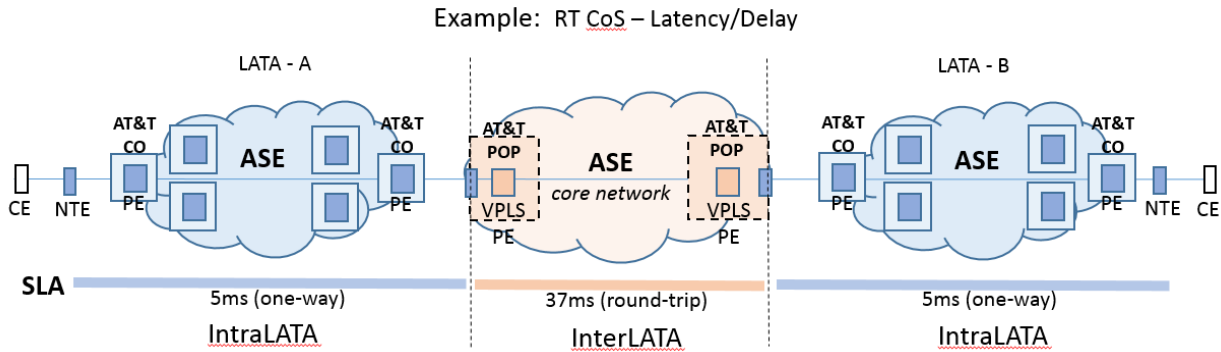 Example: RT CoS – Latency/Delay
LATA - A
LATA - B
AT&T
CO
PE
ASE
AT&T
CO
PE
AT&T
POP
VPLS
PE
ASE
core network
AT&T
POP
VPLS
PE
AT&T
CO
PE
ASE
AT&T
CO
PE
CE
NTE
NTE
CE
SLA
5ms (one-way)
37ms (round-trip)
5ms (one-way)
IntraLATA
InterLATA
IntraLATA